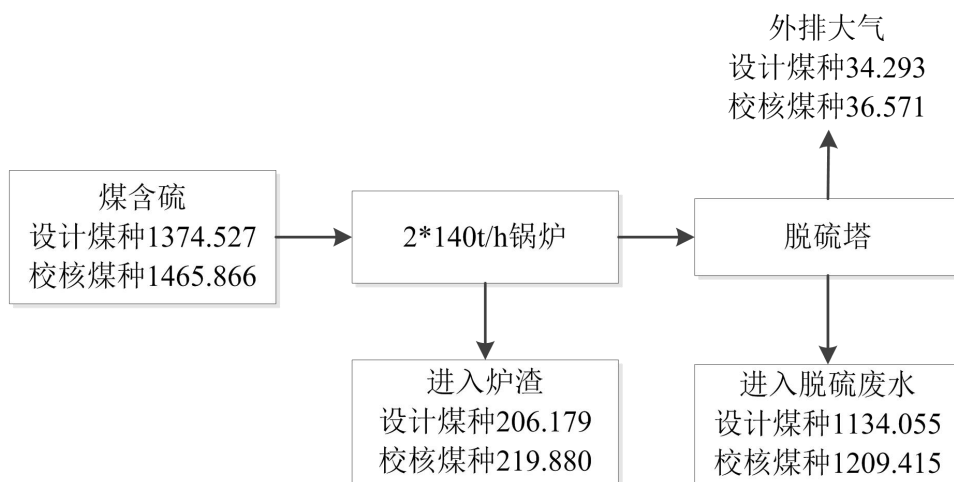 外排大气
设计煤种34.293
校核煤种36.571
煤含硫
设计煤种1374.527
校核煤种1465.866
2*140t/h锅炉
脱硫塔
进入炉渣
设计煤种206.179
校核煤种219.880
进入脱硫废水
设计煤种1134.055
校核煤种1209.415